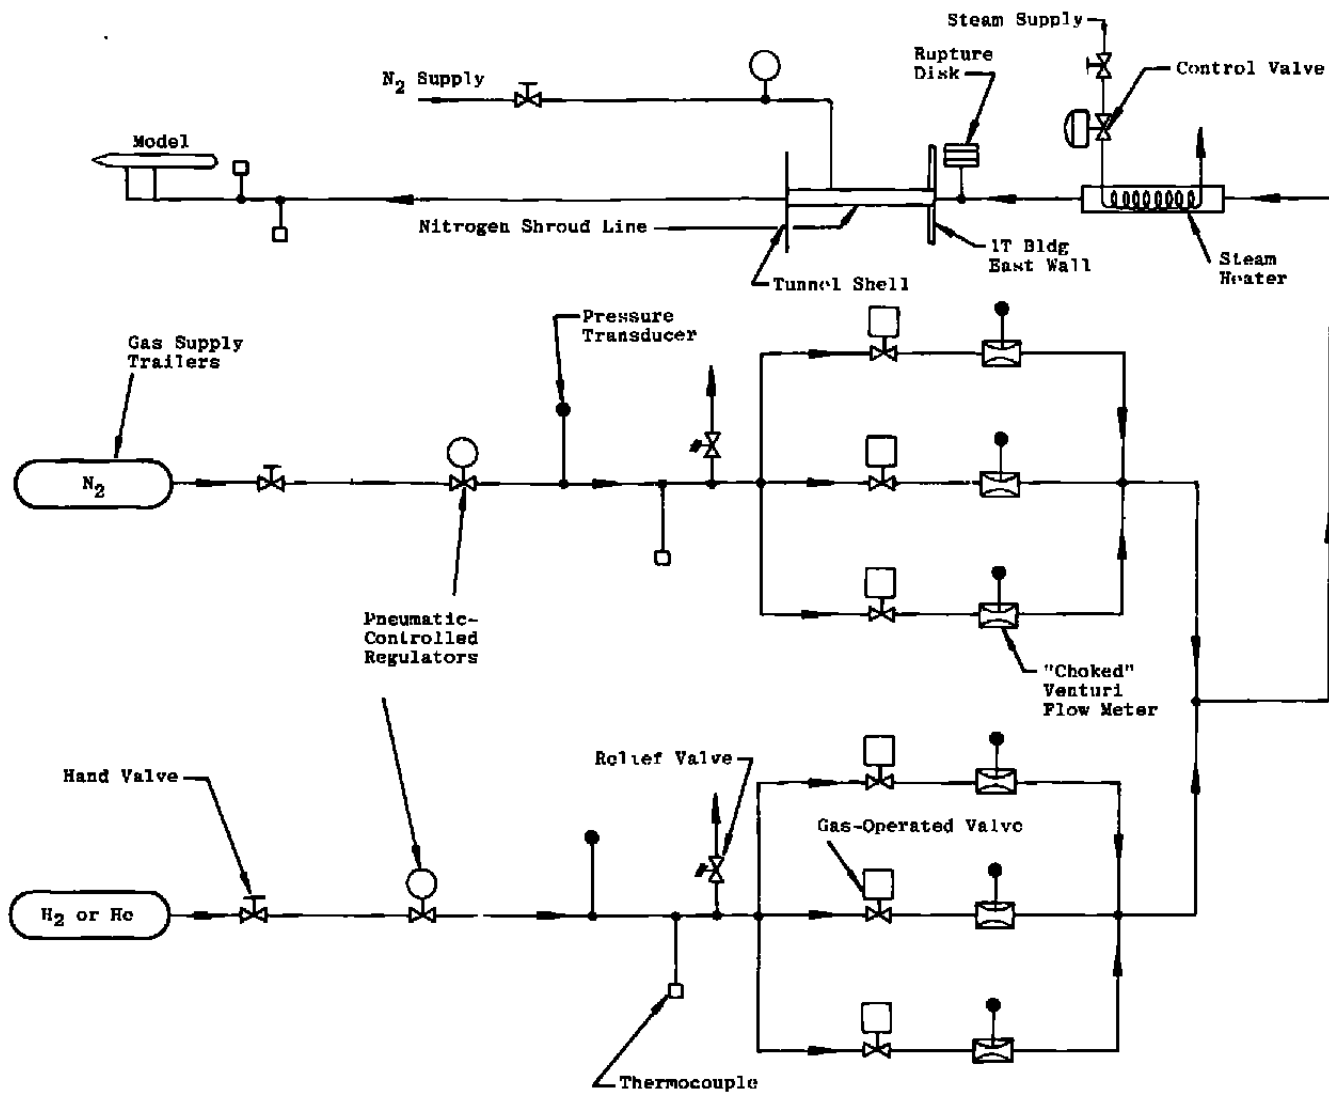 Steam Supply
Rupture
Disk
Control Valve
N2 Supply
Model
Nitrogen Shroud Line
1T Bldg
East Wall
Steam
Heater
Tunnel Shell
Pressure
Transducer
Gas Supply
Trailers
N2
Pneumatic-
Controlled
Regulators
"Choked"
Venturi
Flow Meter
Relief Valve
Hand Valve
Gas-Operated Valve
H2 or He
Thermocouple